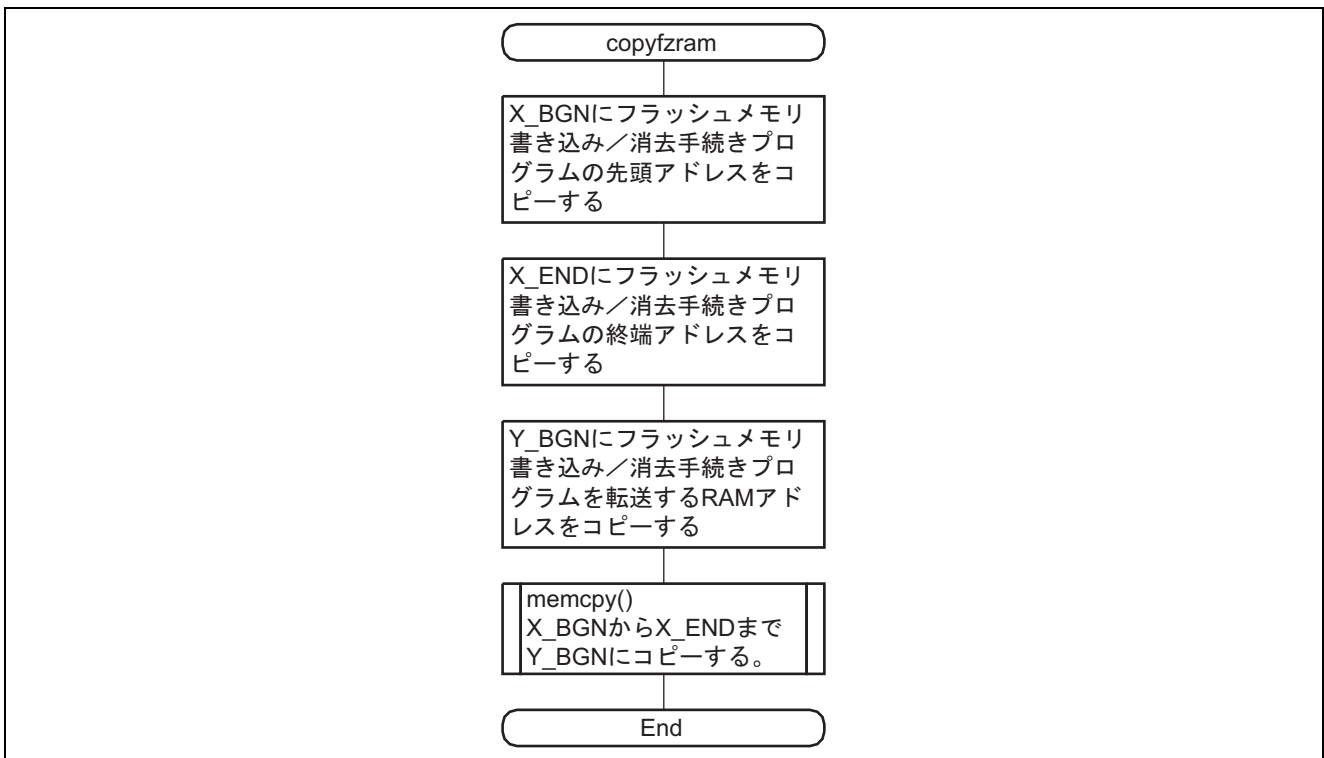 copyfzram
X_BGNにフラッシュメモリ
書き込み／消去手続きプロ
グラムの先頭アドレスをコ
ピーする
X_ENDにフラッシュメモリ
書き込み／消去手続きプロ
グラムの終端アドレスをコ
ピーする
Y_BGNにフラッシュメモリ
書き込み／消去手続きプロ
グラムを転送するRAMアド
レスをコピーする
memcpy()
X_BGNからX_ENDまで
Y_BGNにコピーする。
End